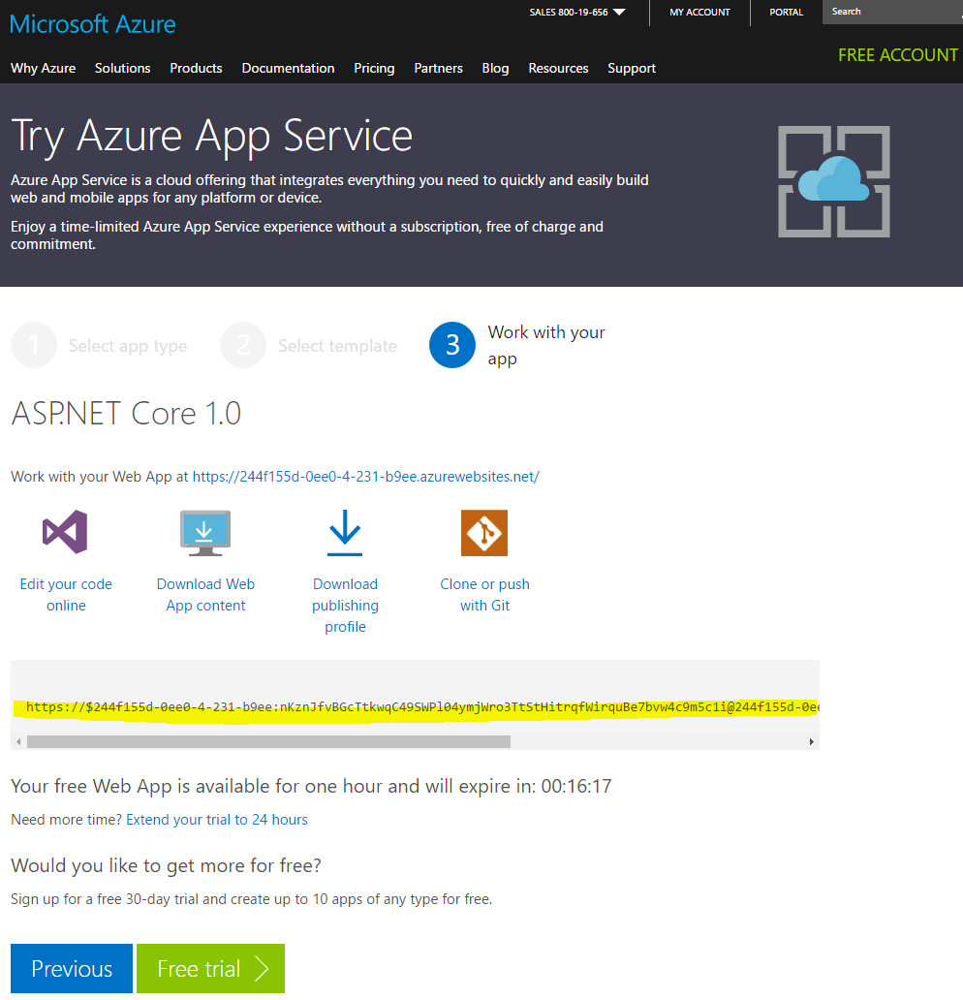 Microsoft Azure
SALES 800-19-656
MY ACCOUNT
PORTAL
Search
Why Azure Solutions Products Documentation Pricing Partners Blog Resources Support
FREE ACCOUNT
Try Azure App Service
Azure App Service is a cloud offering that integrates everything you need to quickly and easily build
web and mobile apps for any platform or device.
Enjoy a time-limited Azure App Service experience without a subscription, free of charge and
commitment.
1 Select app type
2 Select template
3 Work with your
app
ASP.NET Core 1.0
Work with your Web App at https://244f155d-0ee0-4-231-b9ee.azurewebsites.net/
Edit your code
online
Download Web
App content
Download
publishing
profile
Clone or push
with Git
https://$244f155d-0ee0-4-231-b9ee:nKznJfvBGcTtkwqC49SWPl04ymjWro3TtStHitrqfWirquBe7bvw4c9m5c1i@244f155d-0ee
Your free Web App is available for one hour and will expire in: 00:16:17
Need more time? Extend your trial to 24 hours
Would you like to get more for free?
Sign up for a free 30-day trial and create up to 10 apps of any type for free.
Previous
Free trial